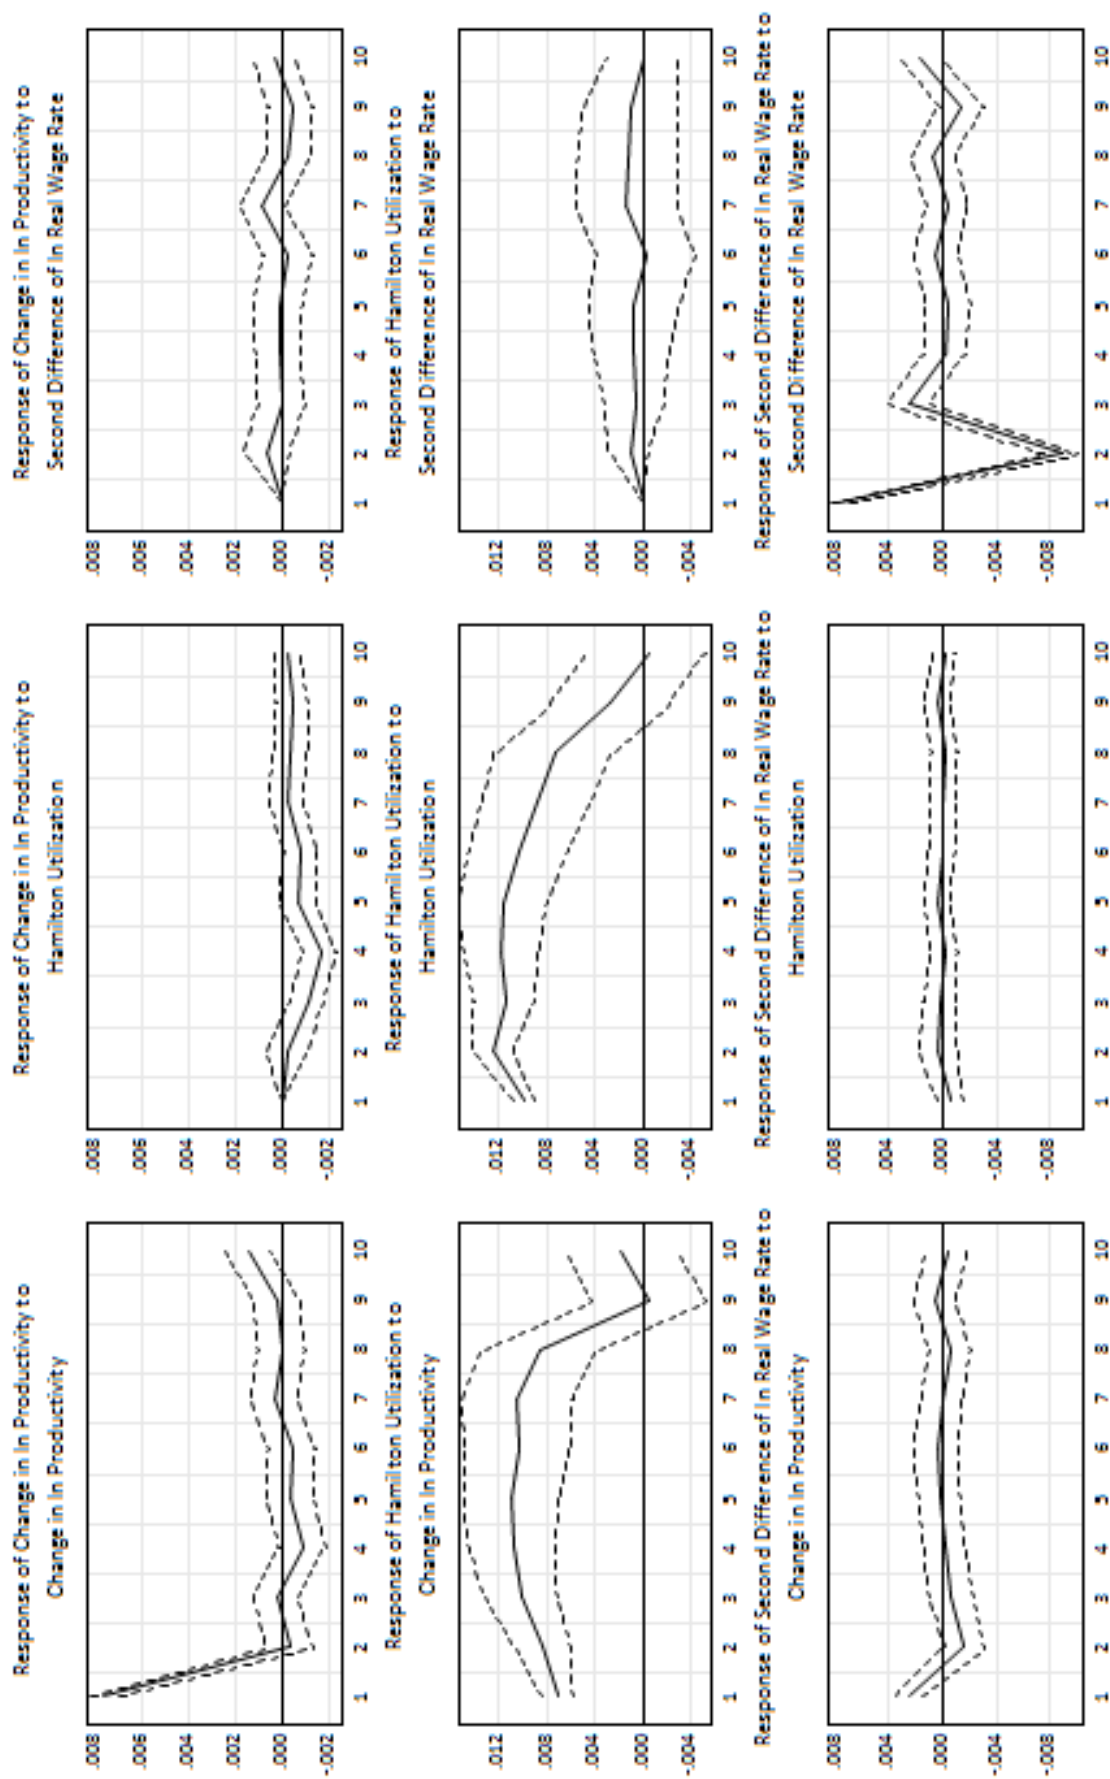 Response of Change in ln Productivity to
Change in ln Productivity
.008
.006
.004
.002
.000
-.002
1 2 3 4 5 6 7 8 9 10
Response of Change in ln Productivity to
Hamilton Utilization
.008
.006
.004
.002
.000
-.002
1 2 3 4 5 6 7 8 9 10
Response of Change in ln Productivity to
Second Difference of ln Real Wage Rate
.008
.006
.004
.002
.000
-.002
1 2 3 4 5 6 7 8 9 10
Response of Hamilton Utilization to
Change in ln Productivity
.012
.008
.004
.000
-.004
1 2 3 4 5 6 7 8 9 10
Response of Hamilton Utilization to
Hamilton Utilization
.012
.008
.004
.000
-.004
1 2 3 4 5 6 7 8 9 10
Response of Hamilton Utilization to
Second Difference of ln Real Wage Rate
.012
.008
.004
.000
-.004
1 2 3 4 5 6 7 8 9 10
Response of Second Difference of ln Real Wage Rate to
Change in ln Productivity
.008
.004
.000
-.004
-.008
1 2 3 4 5 6 7 8 9 10
Response of Second Difference of ln Real Wage Rate to
Hamilton Utilization
.008
.004
.000
-.004
-.008
1 2 3 4 5 6 7 8 9 10
Response of Second Difference of ln Real Wage Rate to
Second Difference of ln Real Wage Rate
.008
.004
.000
-.004
-.008
1 2 3 4 5 6 7 8 9 10